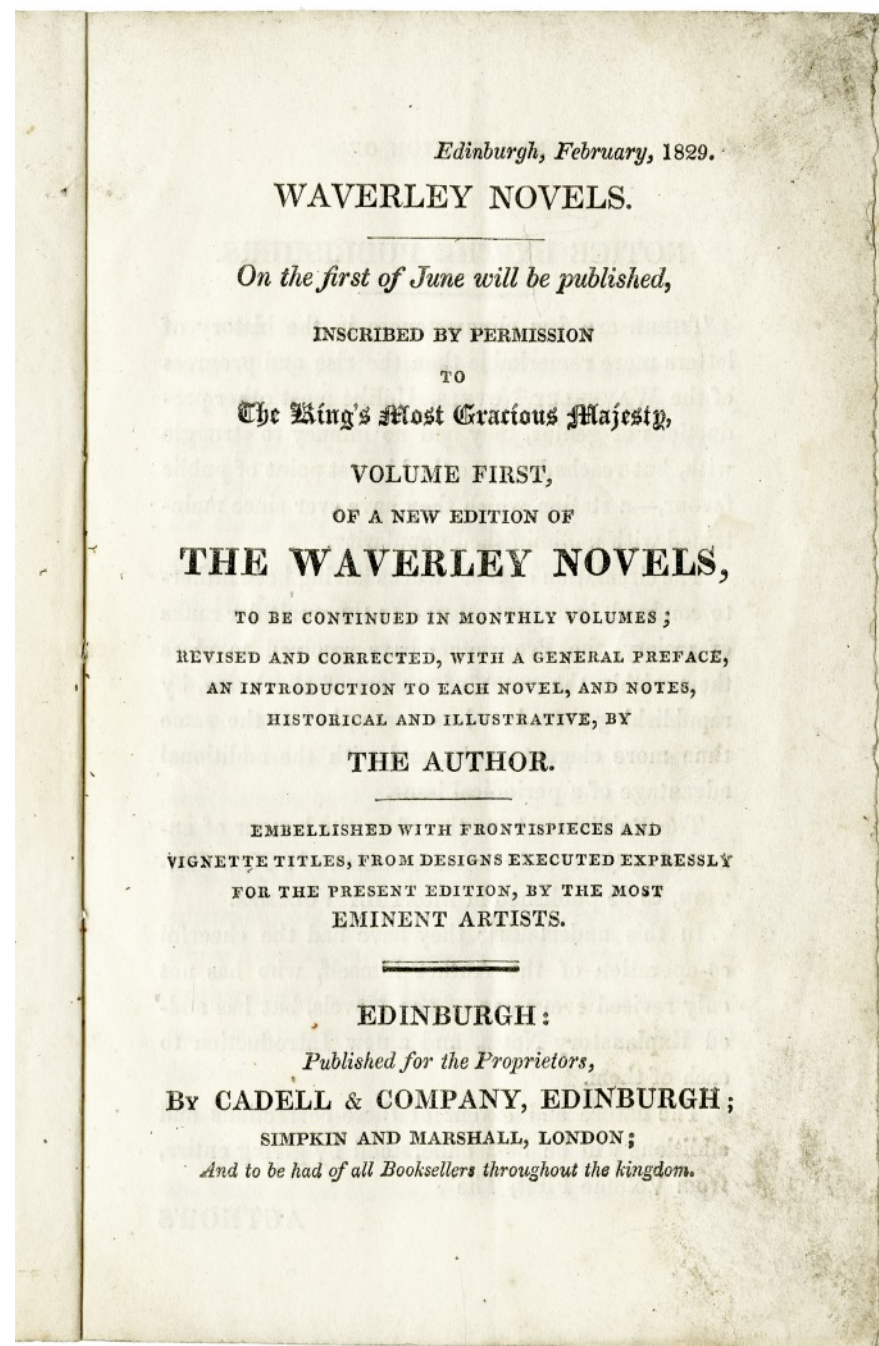 Edinburgh, February, 1829.
WAVERLEY NOVELS.
On the first of June will be published,
INSCRIBED BY PERMISSION
TO
The King's Most Gracious Majesty,
VOLUME FIRST,
OF A NEW EDITION OF
THE WAVERLEY NOVELS,
TO BE CONTINUED IN MONTHLY VOLUMES;
REVISED AND CORRECTED, WITH A GENERAL PREFACE,
AN INTRODUCTION TO EACH NOVEL, AND NOTES,
HISTORICAL AND ILLUSTRATIVE, BY
THE AUTHOR.
EMBELLISHED WITH FRONTISPIECES AND
VIGNETTE TITLES, FROM DESIGNS EXECUTED EXPRESSLY
FOR THE PRESENT EDITION, BY THE MOST
EMINENT ARTISTS.
EDINBURGH:
Published for the Proprietors,
BY CADELL & COMPANY, EDINBURGH;
SIMPKIN AND MARSHALL, LONDON;
And to be had of all Booksellers throughout the kingdom.